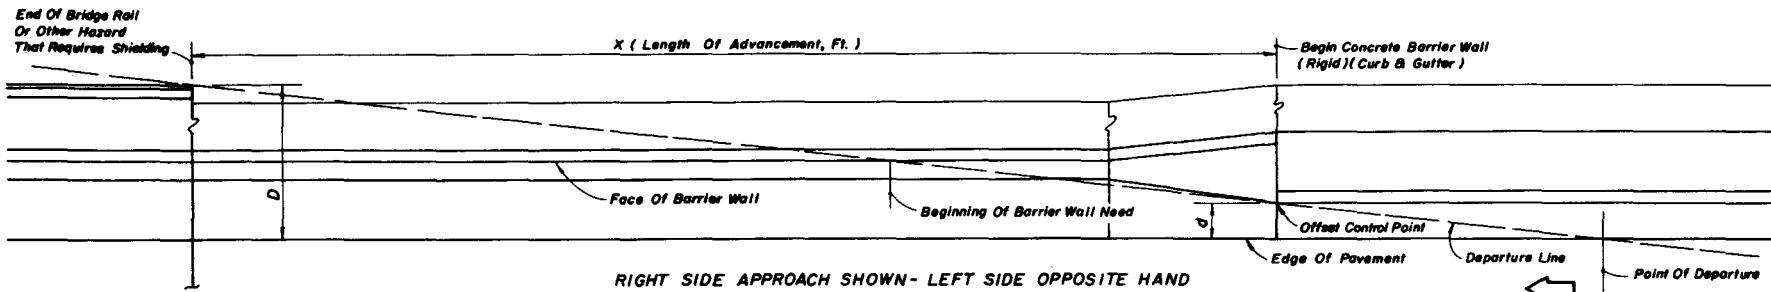 End Of Bridge Rail
Or Other Hazard
That Requires Shielding
X ( Length Of Advancement, Ft. )
Begin Concrete Barrier Wall
( Rigid ) ( Curb & Gutter )
D
Face Of Barrier Wall
Beginning Of Barrier Wall Need
d
Offset Control Point
Edge Of Pavement
Departure Line
Point Of Departure
RIGHT SIDE APPROACH SHOWN - LEFT SIDE OPPOSITE HAND